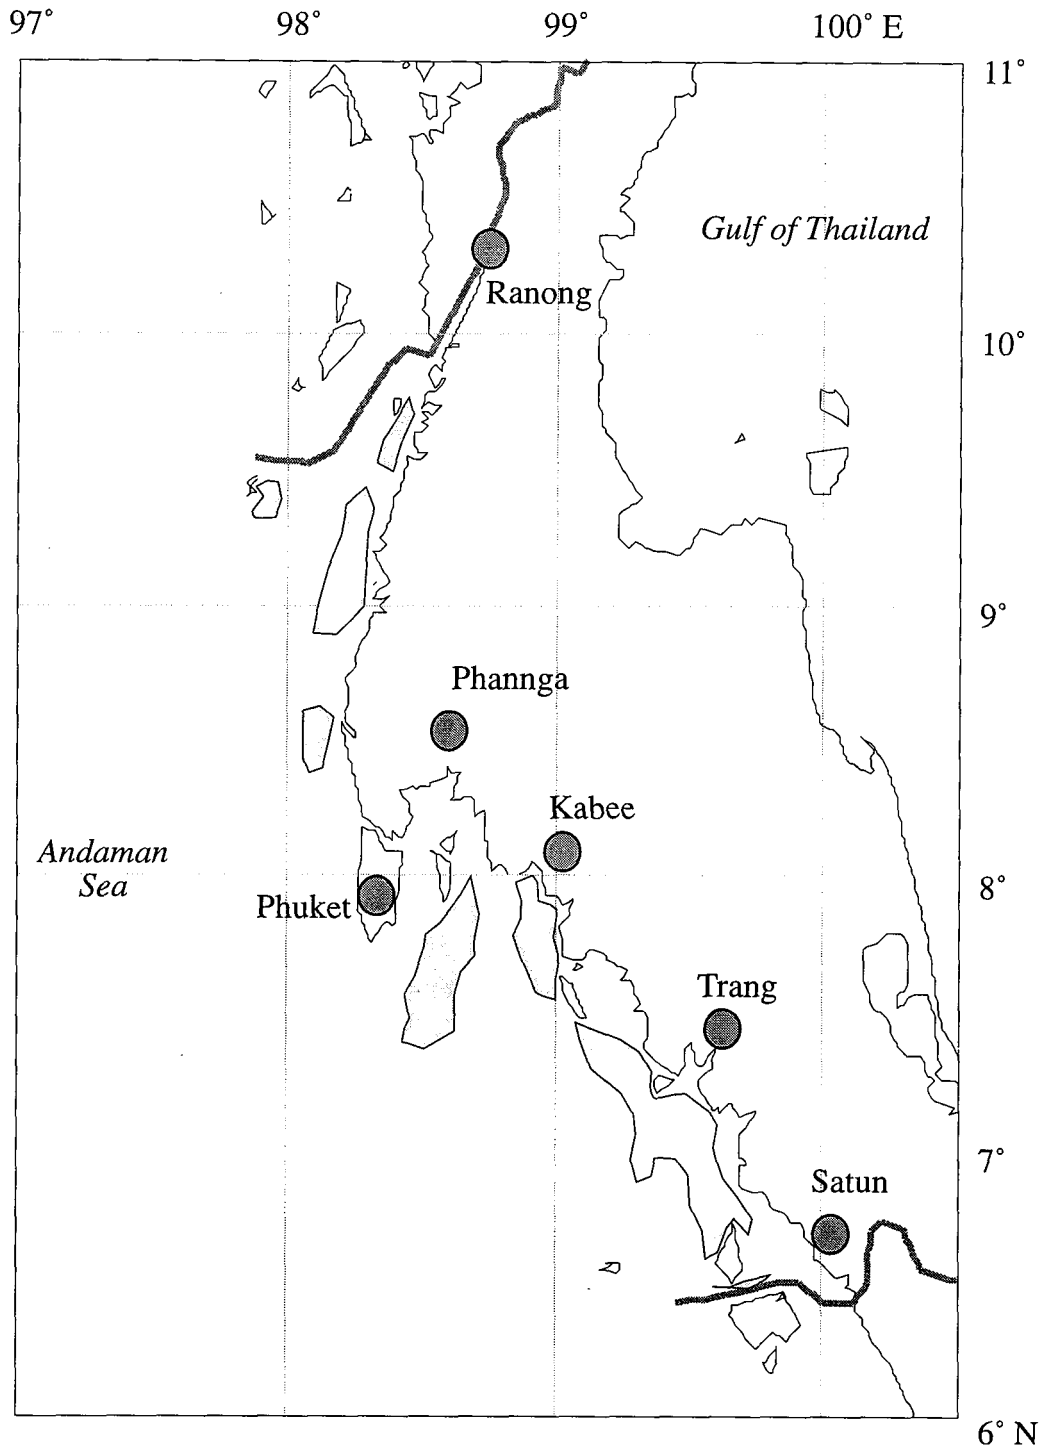 97°
98°
99°
100° E
11°
Gulf of Thailand
Ranong
10°
9°
Phannga
Kabee
Andaman
Sea
8°
Phuket
Trang
7°
Satun
6° N